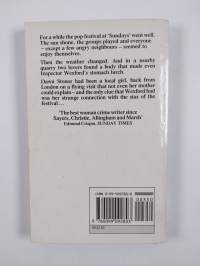 For a while the pop festival at 'Sundays' went well.
The sun shone, the groups played and everyone
– except a few angry neighbours – seemed to
enjoy themselves.
Then the weather changed. And in a nearby
quarry two lovers found a body that made even
Inspector Wexford's stomach lurch.
Dawn Stonor had been a local girl, back from
London on a flying visit that not even her mother
could explain – and the only clue that Wexford had
was her strange connection with the star of the
festival...
'The best woman crime writer since
Sayers, Christie, Allingham and Marsh'
Edmund Crispin, SUNDAY TIMES